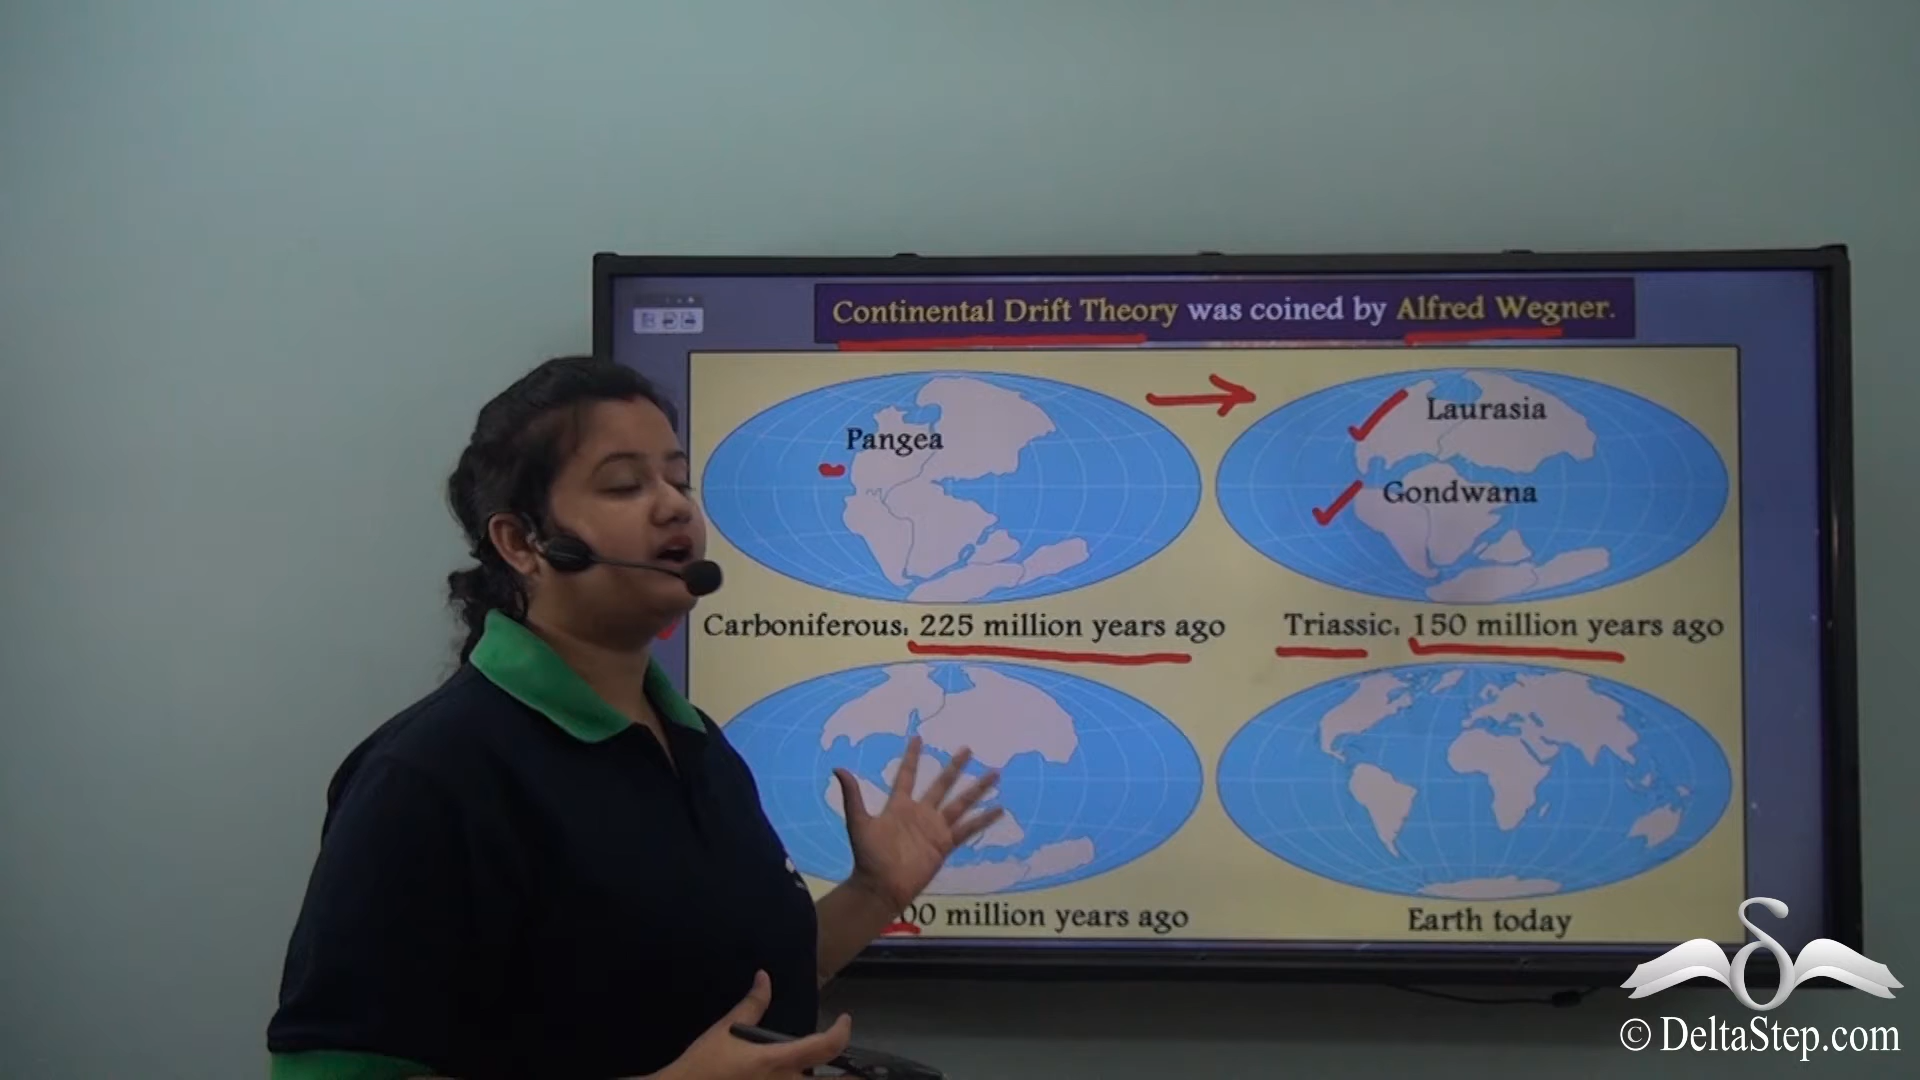 Continental Drift Theory was coined by Alfred Wegner.
Pangea
Laurasia
Gondwana
Carboniferous: 225 million years ago
Triassic: 150 million years ago
00 million years ago
Earth today
© DeltaStep.com